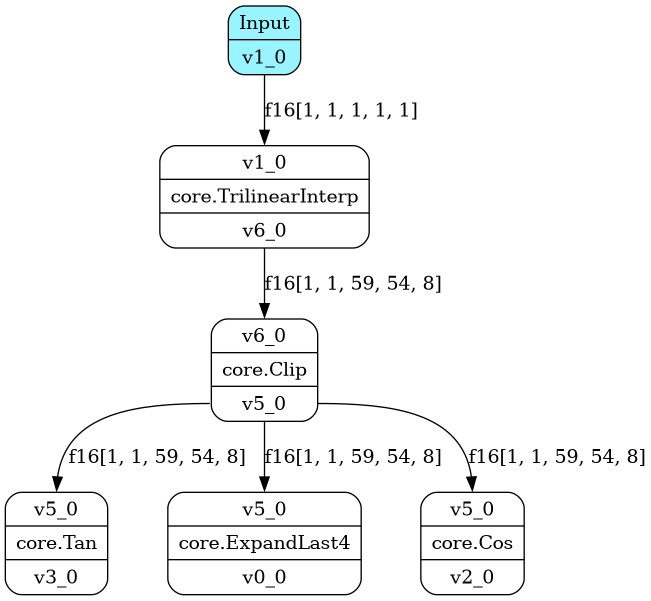 Input
v1_0
f16[1, 1, 1, 1, 1]
v1_0
core.TrilinearInterp
v6_0
f16[1, 1, 59, 54, 8]
v6_0
core.Clip
v5_0
f16[1, 1, 59, 54, 8]
f16[1, 1, 59, 54, 8]
f16[1, 1, 59, 54, 8]
v5_0
core.Tan
v3_0
v5_0
core.ExpandLast4
v0_0
v5_0
core.Cos
v2_0